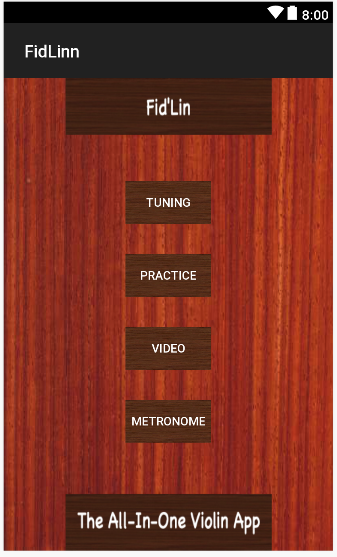 8:00
FidLinn
Fid'Lin
TUNING
PRACTICE
VIDEO
METRONOME
The All-In-One Violin App